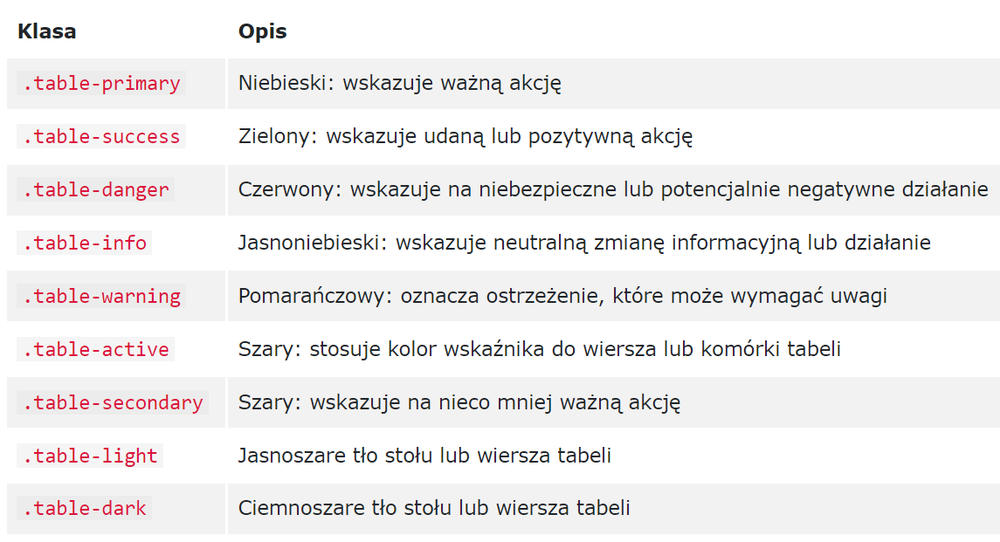 Klasa Opis
.table-primary Niebieski: wskazuje ważną akcję
.table-success Zielony: wskazuje udaną lub pozytywną akcję
.table-danger Czerwony: wskazuje na niebezpieczne lub potencjalnie negatywne działanie
.table-info Jasnoniebieski: wskazuje neutralną zmianę informacyjną lub działanie
.table-warning Pomarańczowy: oznacza ostrzeżenie, które może wymagać uwagi
.table-active Szary: stosuje kolor wskaźnika do wiersza lub komórki tabeli
.table-secondary Szary: wskazuje na nieco mniej ważną akcję
.table-light Jasnoszare tło stołu lub wiersza tabeli
.table-dark Ciemnoszare tło stołu lub wiersza tabeli